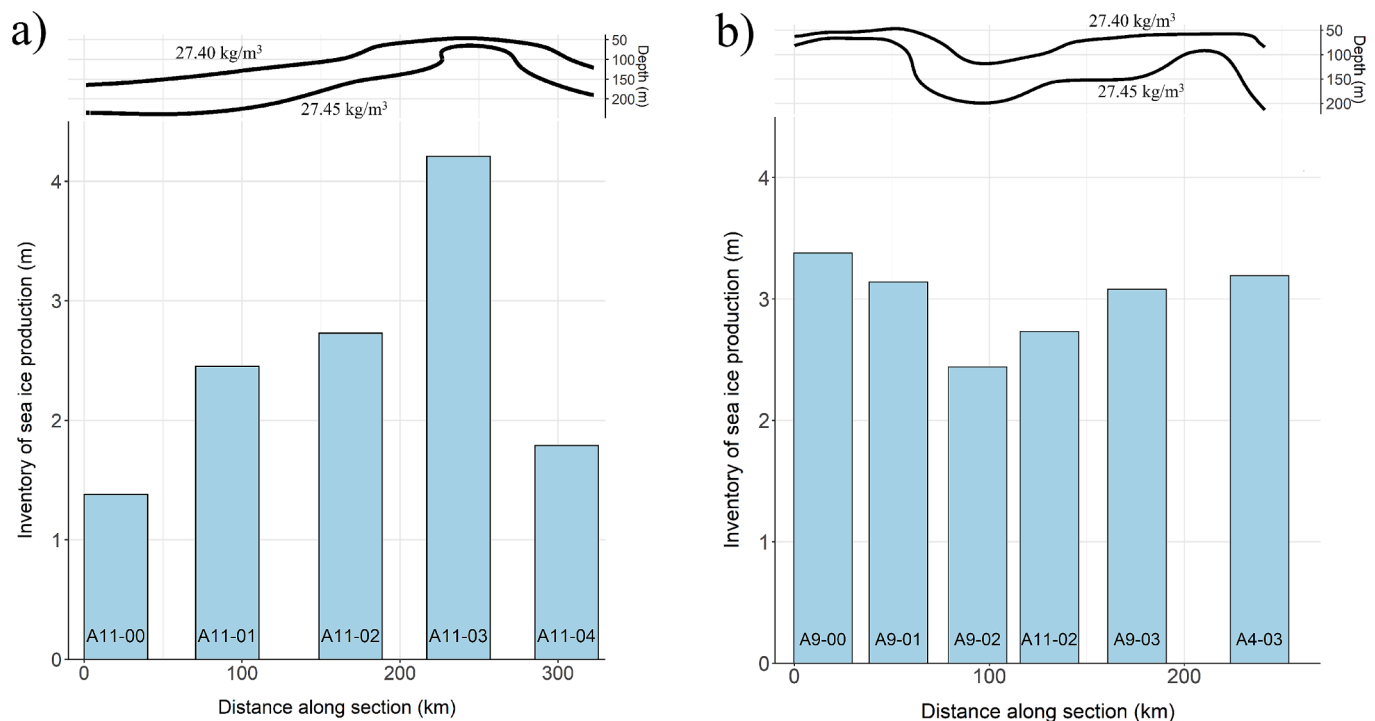 a)
27.40 kg/m³
27.45 kg/m³
50
100
150
200
Depth (m)
Inventory of sea ice production (m)
4
3
2
1
0
A11-00 A11-01 A11-02 A11-03 A11-04
0 100 200 300
Distance along section (km)
b)
27.40 kg/m³
27.45 kg/m³
50
100
150
200
Depth (m)
Inventory of sea ice production (m)
4
3
2
1
0
A9-00 A9-01 A9-02 A11-02 A9-03 A4-03
0 100 200
Distance along section (km)